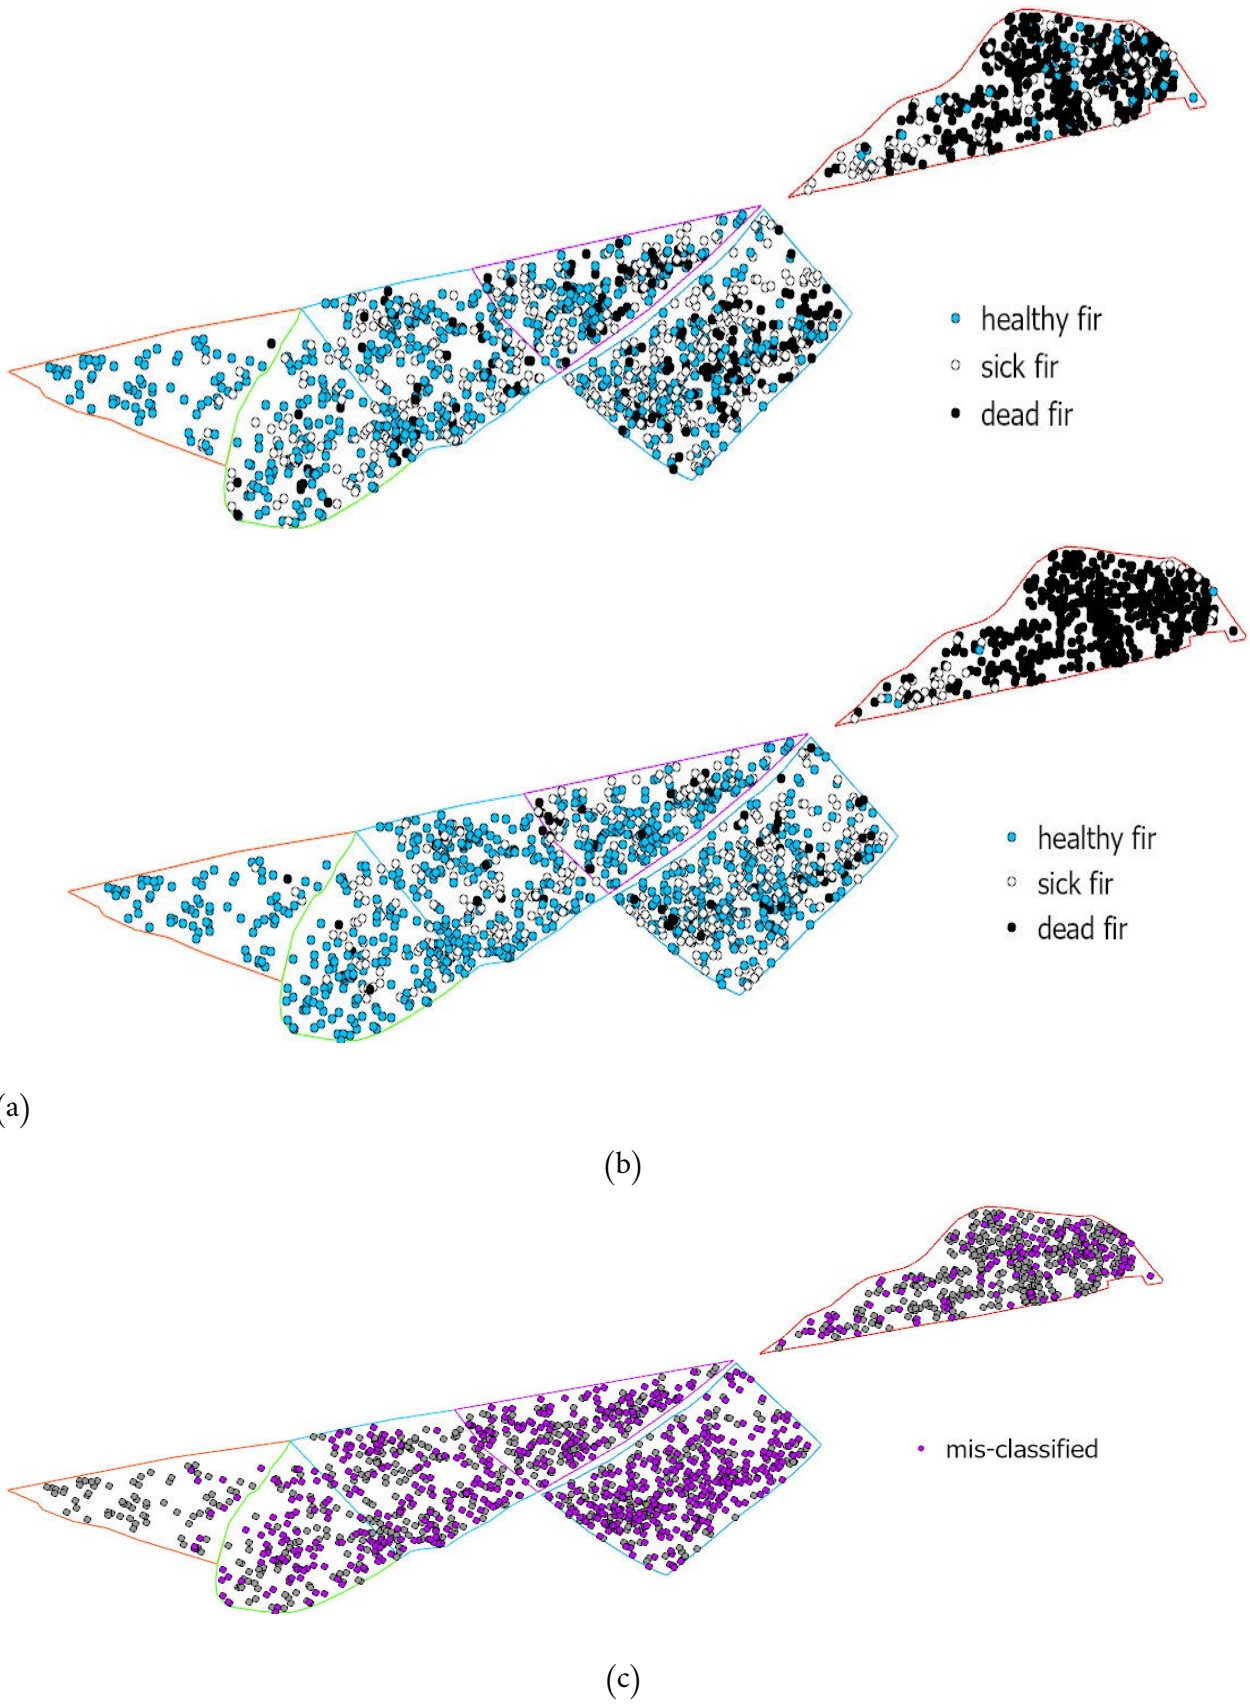 healthy fir
sick fir
dead fir
healthy fir
sick fir
dead fir
(a)
(b)
mis-classified
(c)